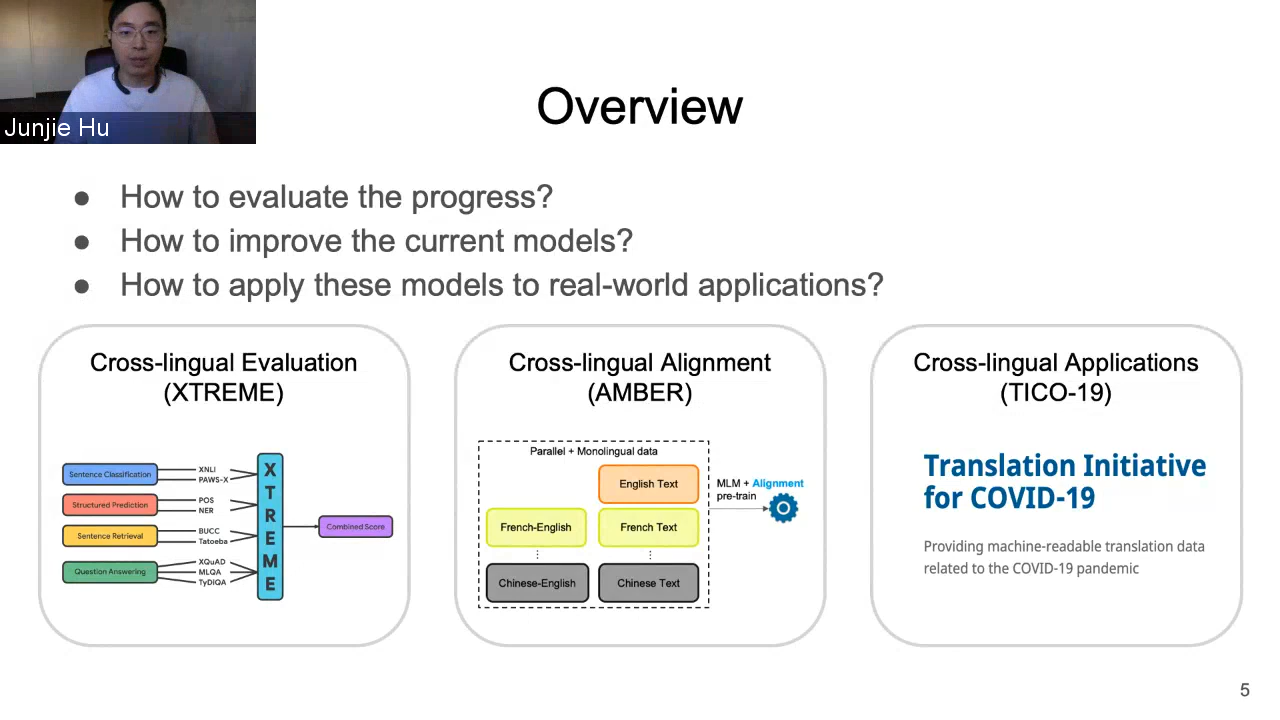 Junjie Hu
Overview
● How to evaluate the progress?
● How to improve the current models?
● How to apply these models to real-world applications?
Cross-lingual Evaluation
(XTREME)
Sentence Classification
XNLI
PAWS-X
Structured Prediction
POS
NER
Sentence Retrieval
BUCC
Tatoeba
Question Answering
XQuAD
MLQA
TyDIQA
X
T
R
E
M
E
Combined Score
Cross-lingual Alignment
(AMBER)
Parallel + Monolingual data
English Text
French-English
French Text
Chinese-English
Chinese Text
MLM + Alignment
pre-train
Cross-lingual Applications
(TICO-19)
Translation Initiative
for COVID-19
Providing machine-readable translation data
related to the COVID-19 pandemic
5